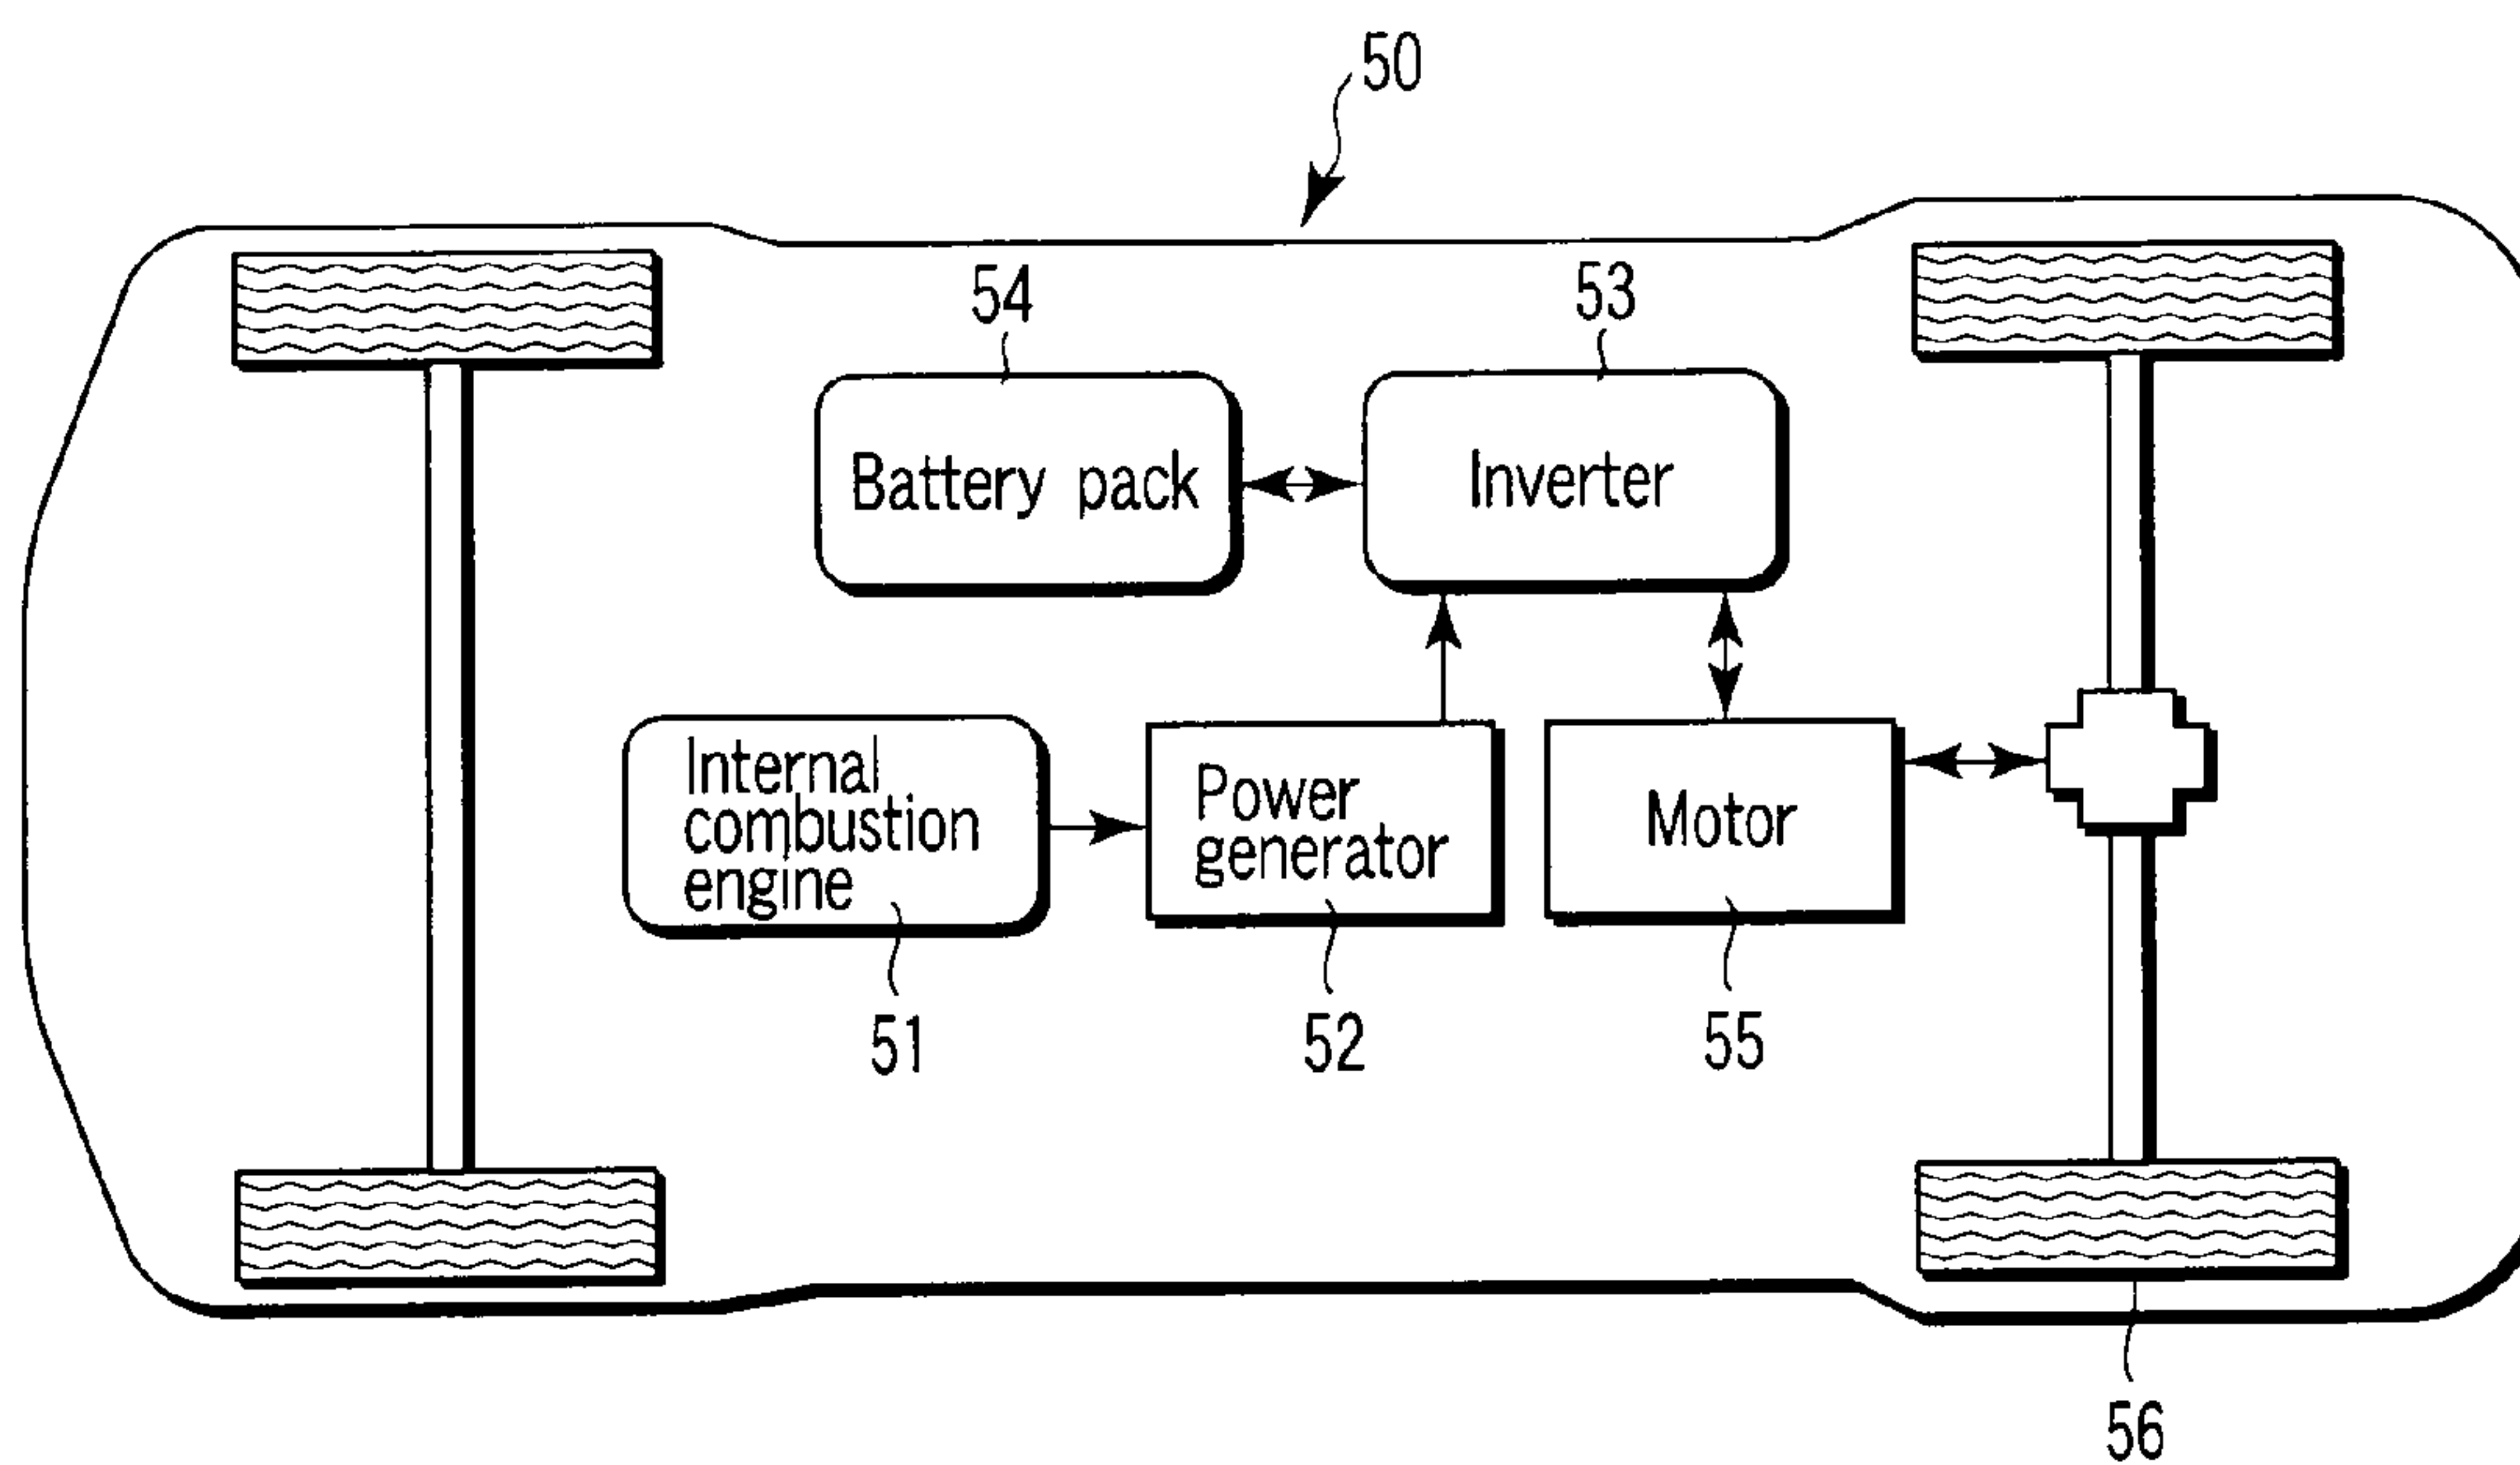 50
54
53
Battery pack
Inverter
Internal
combustion
engine
Power
generator
Motor
51
52
55
56